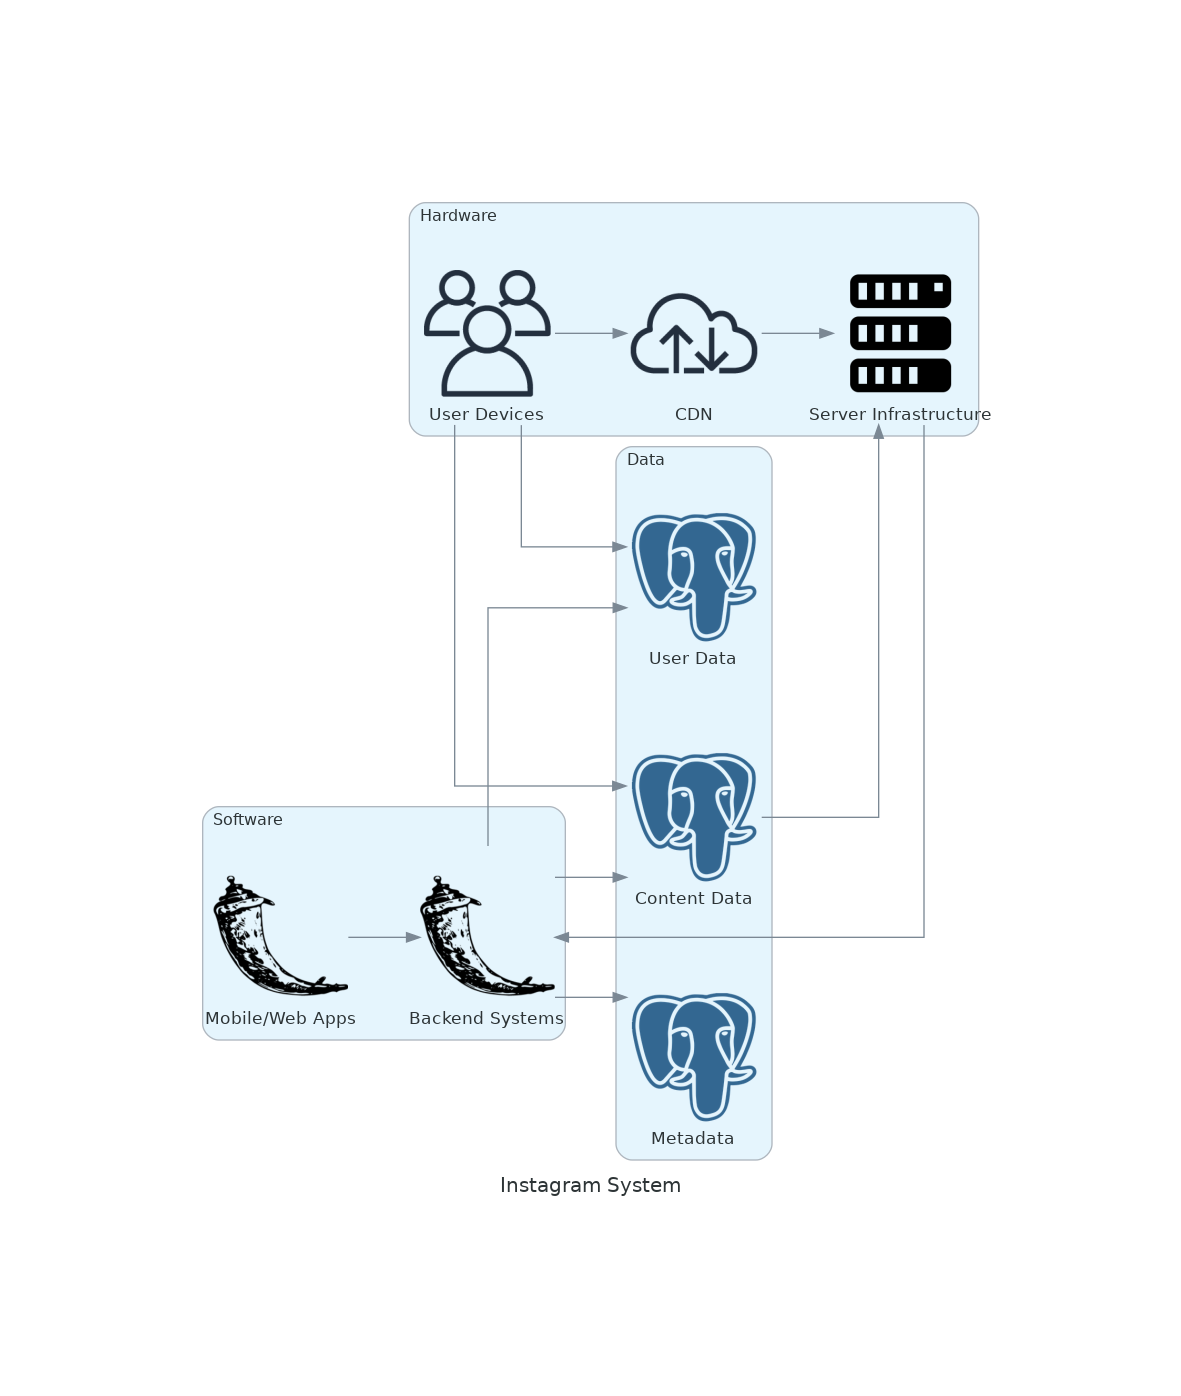 Hardware
User Devices
CDN
Server Infrastructure
Data
User Data
Content Data
Software
Mobile/Web Apps
Backend Systems
Metadata
Instagram System